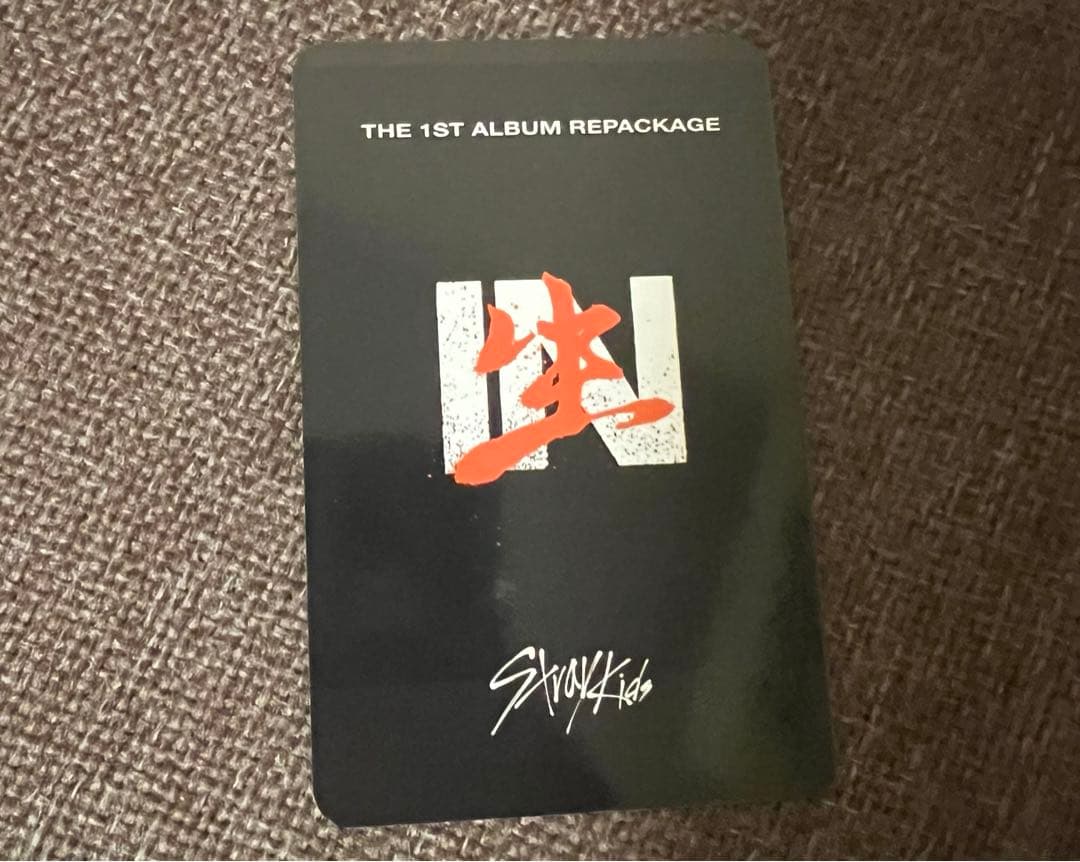 THE 1ST ALBUM REPACKAGE
IN生
Stray Kids